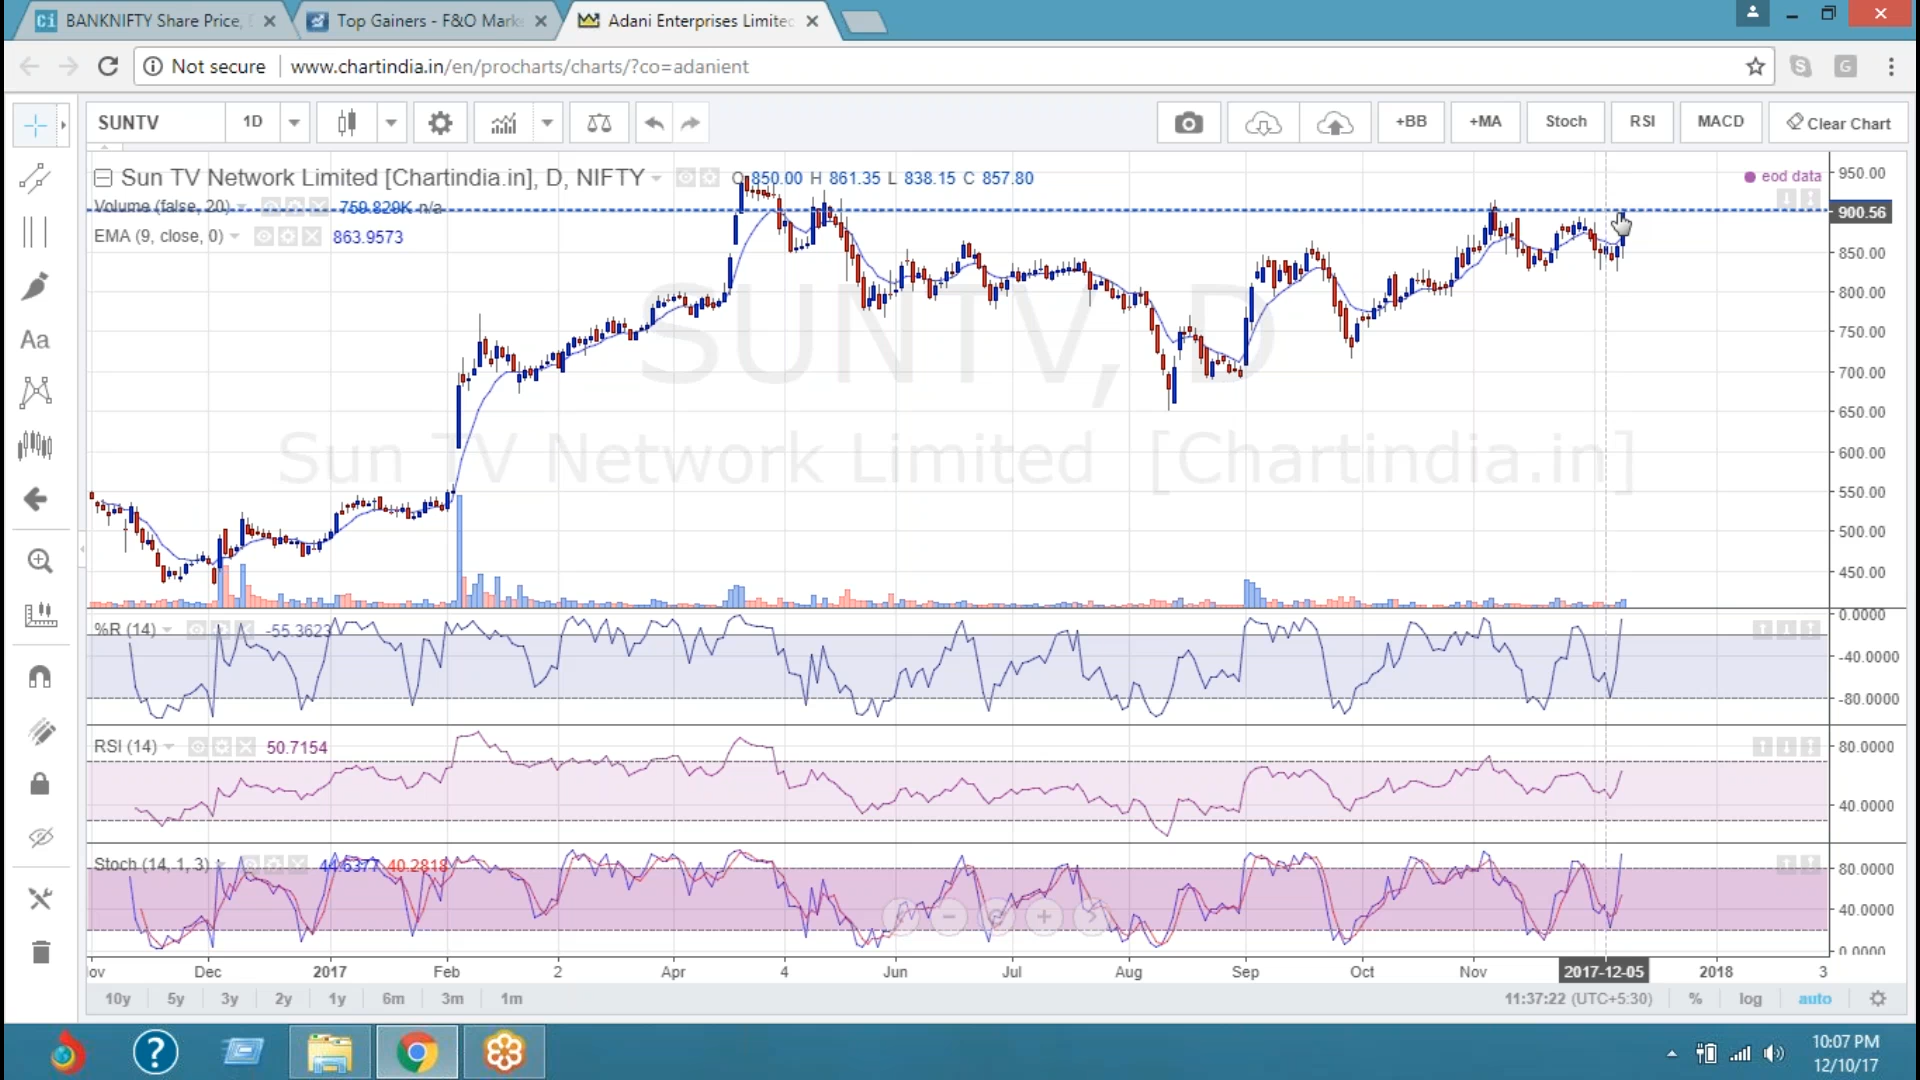 BANKNIFTY Share Price,
Top Gainers - F&O Mark
Adani Enterprises Limited
Not secure
www.chartindia.in/en/procharts/charts/?co=adanient
SUNTV
1D
+BB
+MA
Stoch
RSI
MACD
Clear Chart
Sun TV Network Limited [Chartindia.in], D, NIFTY
O 850.00 H 861.35 L 838.15 C 857.80
eod data
Volume (false, 20)
759.829K n/a
EMA (9, close, 0)
863.9573
Aa
SUNTV, D
Sun TV Network Limited [Chartindia.in]
950.00
900.56
850.00
800.00
750.00
700.00
650.00
600.00
550.00
500.00
450.00
%R (14)
-55.3623
0.0000
-40.0000
-80.0000
RSI (14)
50.7154
80.0000
40.0000
Stoch (14, 1, 3)
44.6377 40.2818
80.0000
40.0000
0.0000
ov Dec 2017 Feb 2 Apr 4 Jun Jul Aug Sep Oct Nov 2017-12-05 2018 3
10y 5y 3y 2y 1y 6m 3m 1m
11:37:22 (UTC+5:30)
%
log
auto
10:07 PM
12/10/17